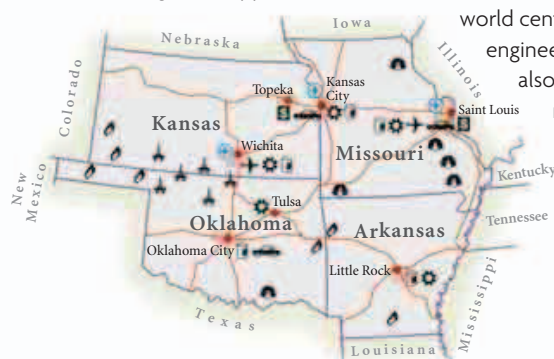 world cent
enginee
also
Iowa
Nebraska
Illinois
Colorado
Topeka
Kansas
City
Saint Louis
Kansas
Wichita
Missouri
Kentucky
New
Mexico
Tulsa
Tennessee
Oklahoma
Arkansas
Oklahoma City
Little Rock
Mississippi
Texas
Louisiana